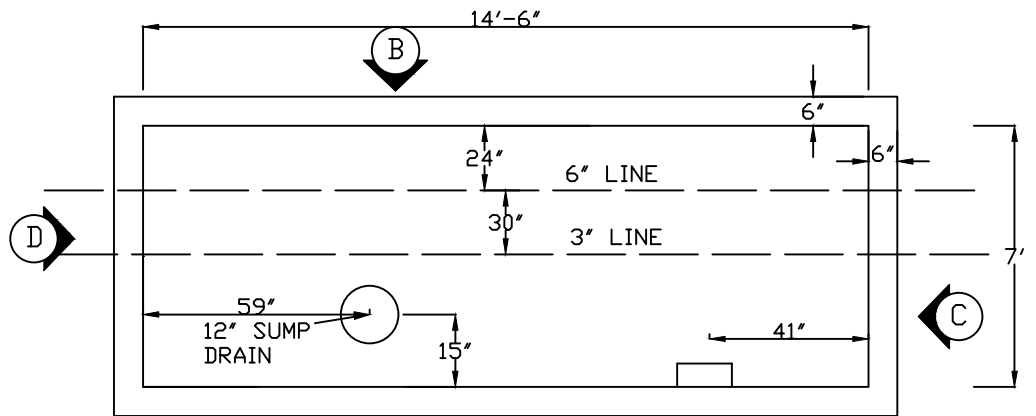 14'-6"
B
6"
6"
24"
6" LINE
30"
3" LINE
D
7'
59"
12" SUMP
DRAIN
15"
41"
C